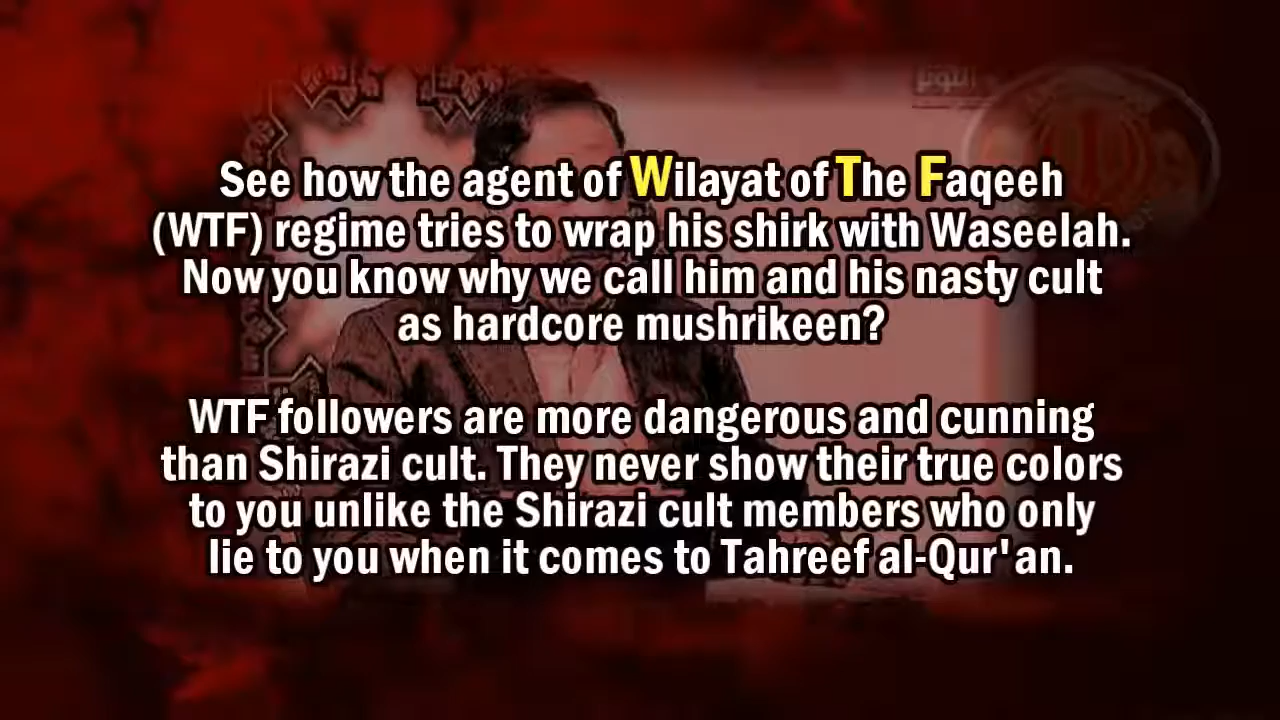 اليوم
See how the agent of Wilayat of The Faqeeh
(WTF) regime tries to wrap his shirk with Waseelah.
Now you know why we call him and his nasty cult
as hardcore mushrikeen?
WTF followers are more dangerous and cunning
than Shirazi cult. They never show their true colors
to you unlike the Shirazi cult members who only
lie to you when it comes to Tahreef al-Qur'an.